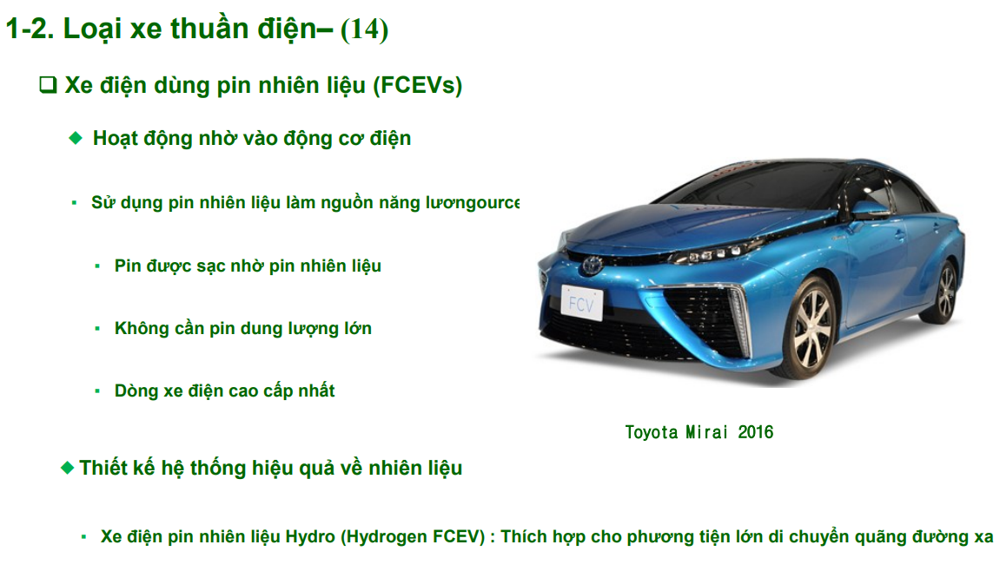 1-2. Loại xe thuần điện– (14)
Xe điện dùng pin nhiên liệu (FCEVs)
Hoạt động nhờ vào động cơ điện
Sử dụng pin nhiên liệu làm nguồn năng lươngource
Pin được sạc nhờ pin nhiên liệu
Không cần pin dung lượng lớn
Dòng xe điện cao cấp nhất
FCV
Toyota Mirai 2016
Thiết kế hệ thống hiệu quả về nhiên liệu
Xe điện pin nhiên liệu Hydro (Hydrogen FCEV) : Thích hợp cho phương tiện lớn di chuyển quãng đường xa